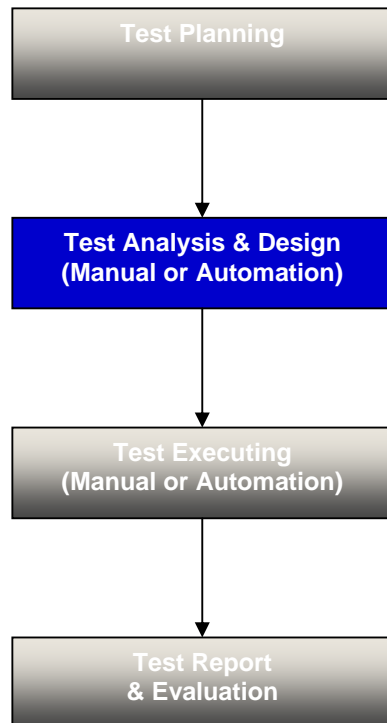 Test Planning
Test Analysis & Design
(Manual or Automation)
Test Executing
(Manual or Automation)
Test Report
& Evaluation